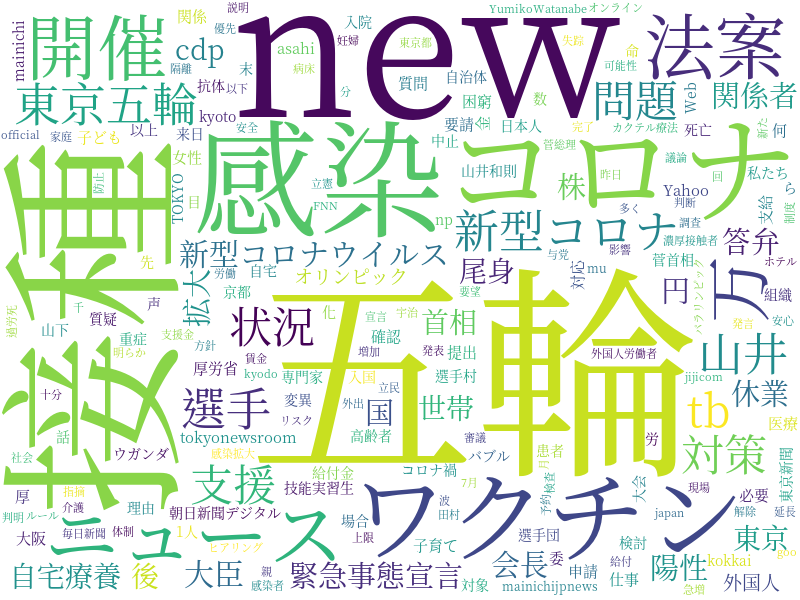 new
開催
法案
感染
コロナ
接種
五輪
ワクチン
ニュース
東京五輪
cdp
mainichi
関係
説明
優先
入院
YumikoWatanabe
オンライン
asahi
妊婦
東京都
失踪
命
隔離
末
病床
質問
自治体
可能性
問題
関係者
Web
抗体
以下
分
困窮
数
kyoto
要請
金
日本人
カクテル療法
死亡
新た
何
official
家庭
子ども
以上
来日
安全
中止
菅総理
完了
議論
私たち
ら
女性
立憲
山井和則
昨日
回
TOKYO
防止
目
FNN
np
株
Yahoo
判断
支給
制度
多く
調査
新型コロナ
濃厚接触者
答弁
新型コロナウイルス
影響
先
労働
自宅
オリンピック
尾身
与党
対応
mu
菅首相
ホテル
拡大
京都
要望
万
組織
円
パラリンピック
過労死
千
声
化
宣言
宇治
発言
安心
山下
質疑
支援金
状況
確認
首相
提出
重症
明らか
方針
賃金
増加
発表
外国人労働者
山井
厚労省
kyodo
専門家
入国
立民
選手村
jijicom
十分
選手
変異
リスク
外出
国
世帯
tb
休業
医療
tokyonewsroom
高齢者
審議
労
社会
話
ウガンダ
感染拡大
患者
月
バブル
対策
支援
給付金
コロナ禍
厚
指摘
介護
理由
技能実習生
7月
波
田村
予約
検査
大会
東京新聞
現場
必要
判明
ルール
体制
朝日新聞デジタル
場合
上限
選手団
japan
解除
延長
大阪
毎日新聞
1人
ヒアリング
子育て
検討
東京
自宅療養
後
大臣
親
感染者
緊急事態宣言
対象
会長
委
mainichijpnews
申請
仕事
給付
陽性
kokkai
急増
外国人
goo